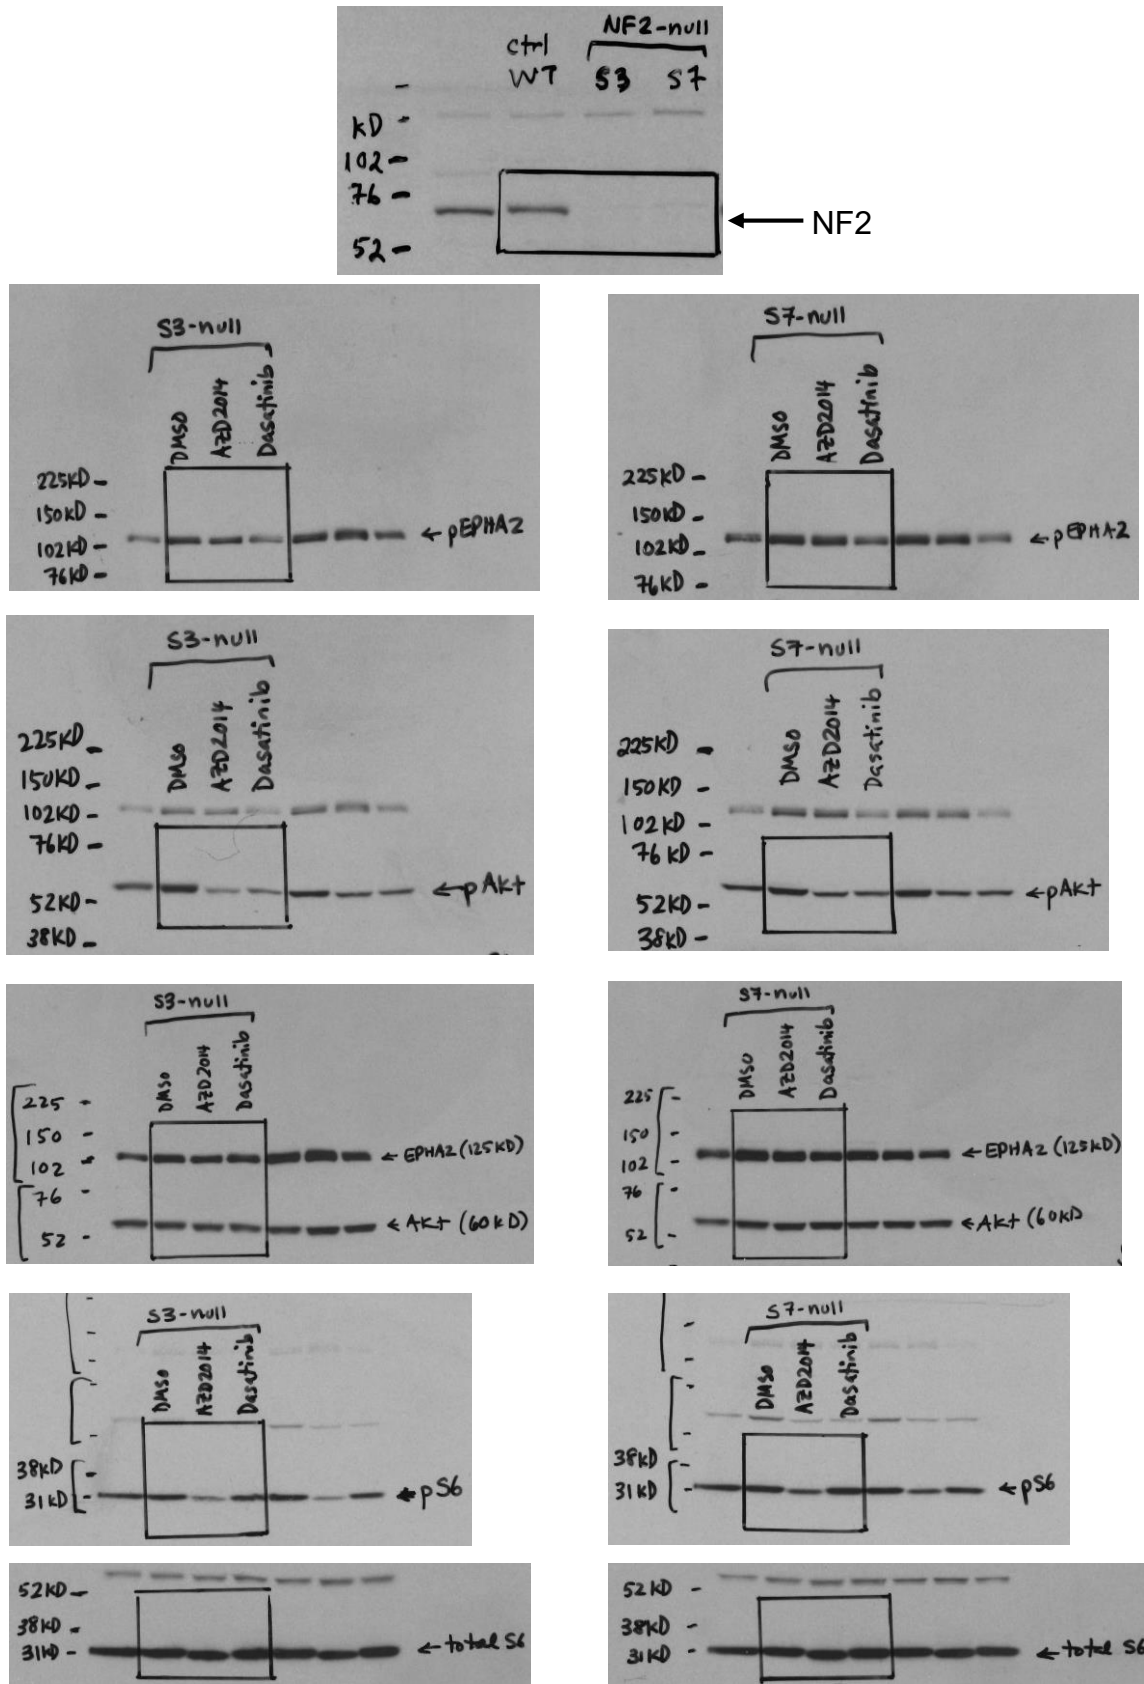 NF2-null
ctrl
WT S3 S7
kD
102
76
52
NF2
S3-null
DMSO AZD2014 Dasatinib
225KD
150KD
102KD
76KD
pEPHA2
S7-null
DMSO AZD2014 Dasatinib
225KD
150KD
102KD
76KD
pEPHA2
S3-null
DMSO AZD2014 Dasatinib
225KD
150KD
102KD
76KD
52KD
38KD
pAkt
S7-null
DMSO AZD2014 Dasatinib
225KD
150KD
102KD
76KD
52KD
38KD
pAkt
S3-null
DMSO AZD2014 Dasatinib
225
150
102
76
52
EPHA2 (125KD)
Akt (60KD)
S7-null
DMSO AZD2014 Dasatinib
225
150
102
76
52
EPHA2 (125KD)
Akt (60KD
S3-null
DMSO AZD2014 Dasatinib
38KD
31KD
pS6
S7-null
DMSO AZD2014 Dasatinib
38KD
31KD
pS6
52KD
38KD
31KD
total S6
52KD
38KD
31KD
total S6